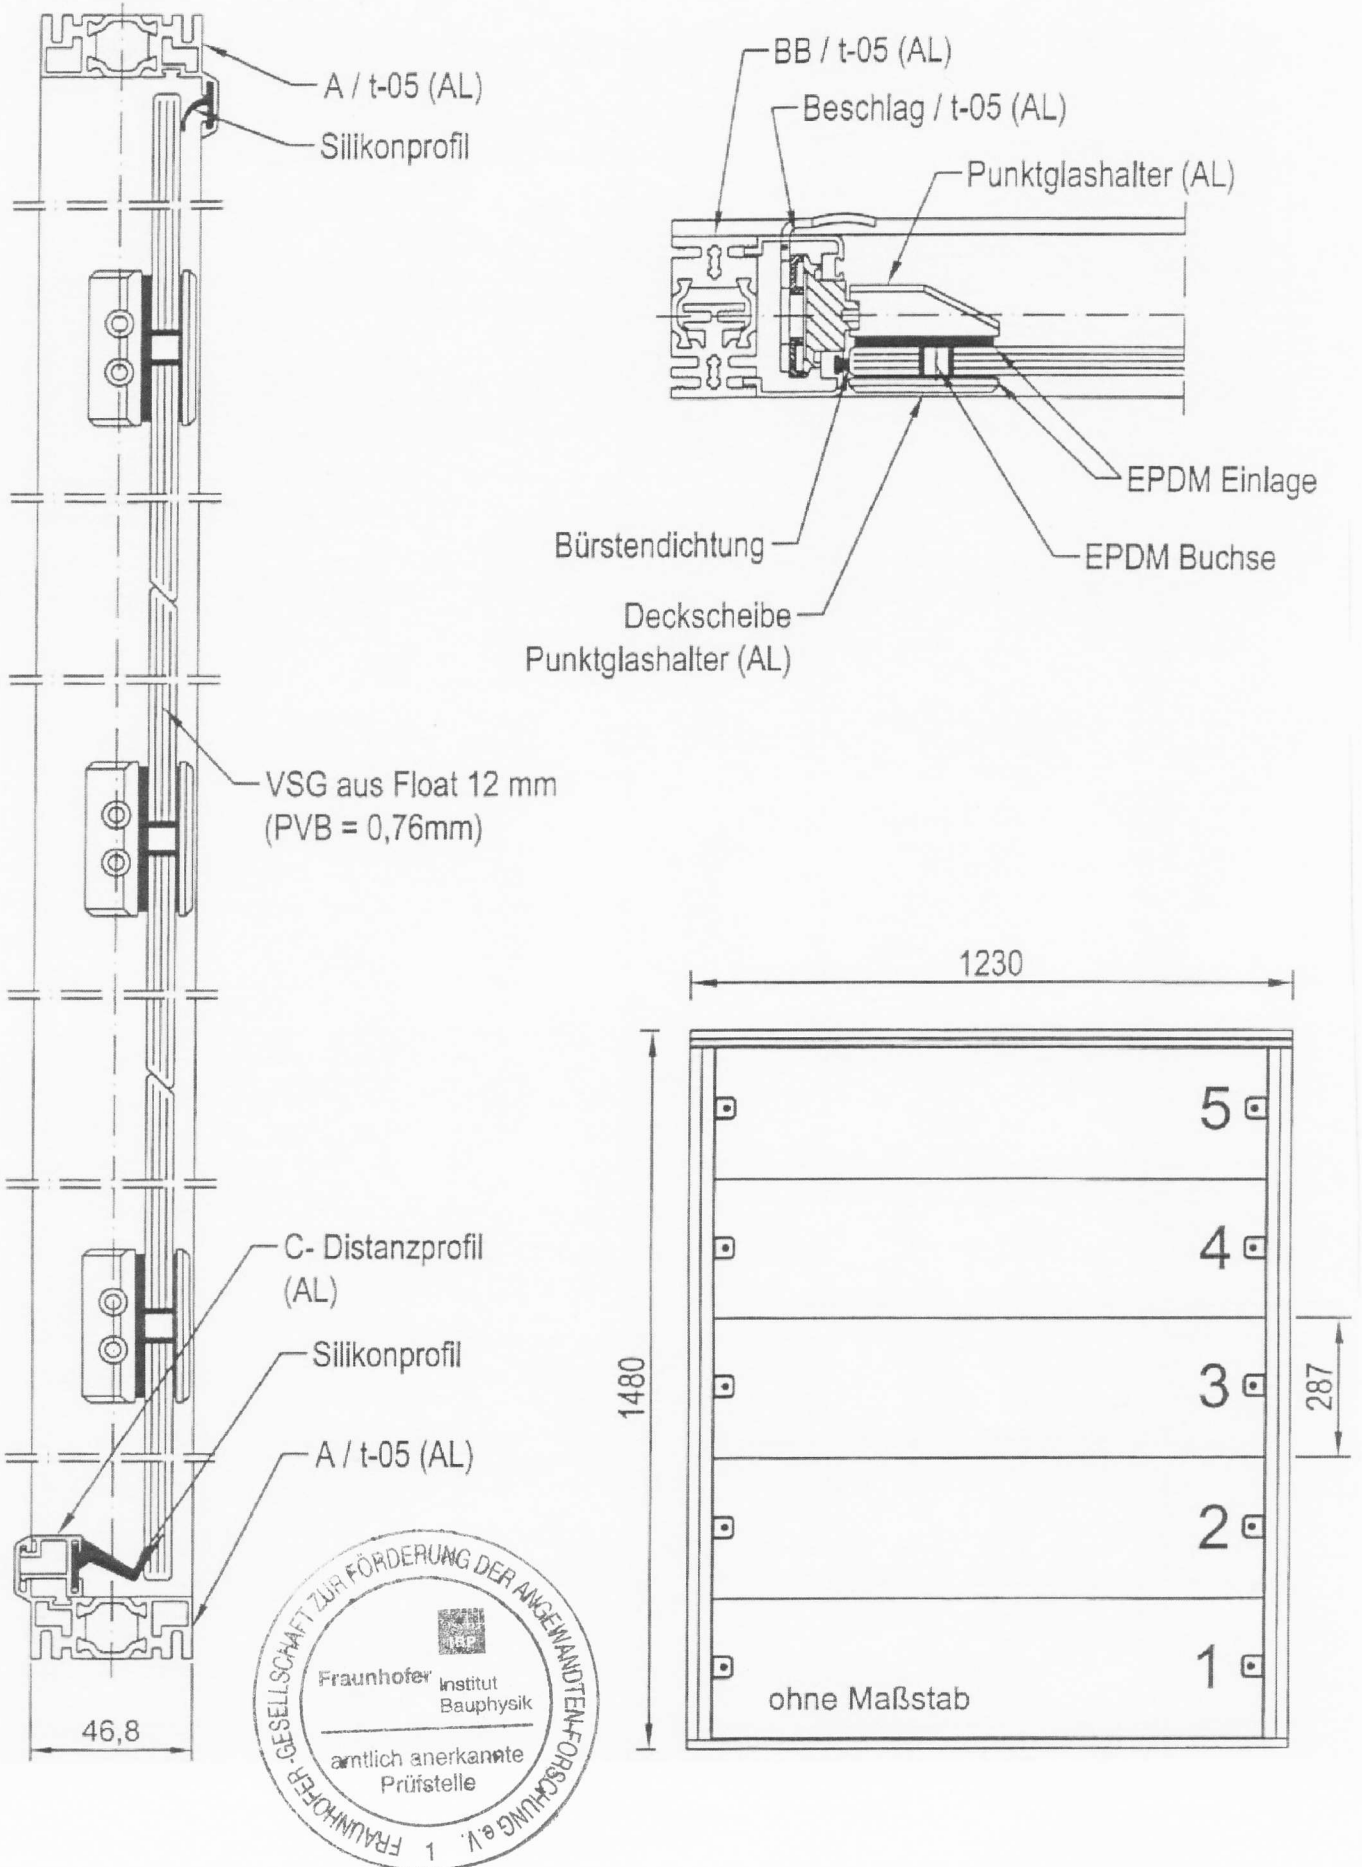 A / t-05 (AL)
Silikonprofil
BB / t-05 (AL)
Beschlag / t-05 (AL)
Punktglashalter (AL)
EPDM Einlage
Bürstendichtung
EPDM Buchse
Deckscheibe
Punktglashalter (AL)
VSG aus Float 12 mm
(PVB = 0,76mm)
1230
5
4
3
2
1
1480
287
ohne Maßstab
C- Distanzprofil
(AL)
Silikonprofil
A / t-05 (AL)
46,8
FRAUNHOFER-GESELLSCHAFT ZUR FÖRDERUNG DER ANGEWANDTEN FORSCHUNG e.V.
1
IBP
Fraunhofer
Institut
Bauphysik
amtlich anerkannte
Prüfstelle